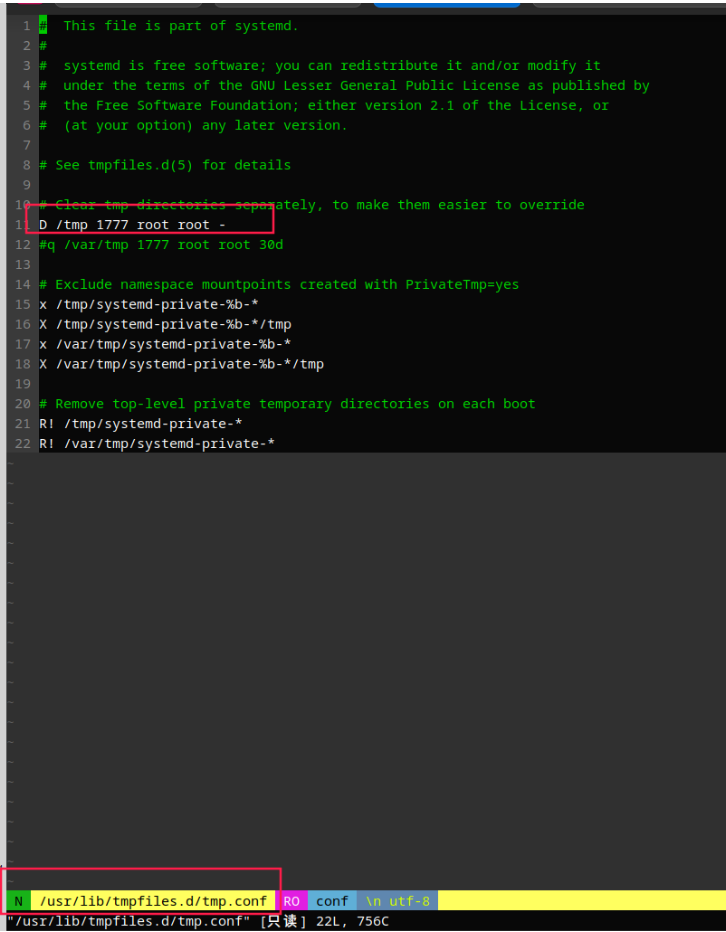 1 #  This file is part of systemd.
2 #
3 #  systemd is free software; you can redistribute it and/or modify it
4 #  under the terms of the GNU Lesser General Public License as published by
5 #  the Free Software Foundation; either version 2.1 of the License, or
6 #  (at your option) any later version.
7
8 # See tmpfiles.d(5) for details
9
10 # Clear tmp directories separately, to make them easier to override
11 D /tmp 1777 root root -
12 #q /var/tmp 1777 root root 30d
13
14 # Exclude namespace mountpoints created with PrivateTmp=yes
15 x /tmp/systemd-private-%b-*
16 X /tmp/systemd-private-%b-*/tmp
17 x /var/tmp/systemd-private-%b-*
18 X /var/tmp/systemd-private-%b-*/tmp
19
20 # Remove top-level private temporary directories on each boot
21 R! /tmp/systemd-private-*
22 R! /var/tmp/systemd-private-*
N /usr/lib/tmpfiles.d/tmp.conf RO conf \n utf-8
"/usr/lib/tmpfiles.d/tmp.conf" [只读] 22L, 756C